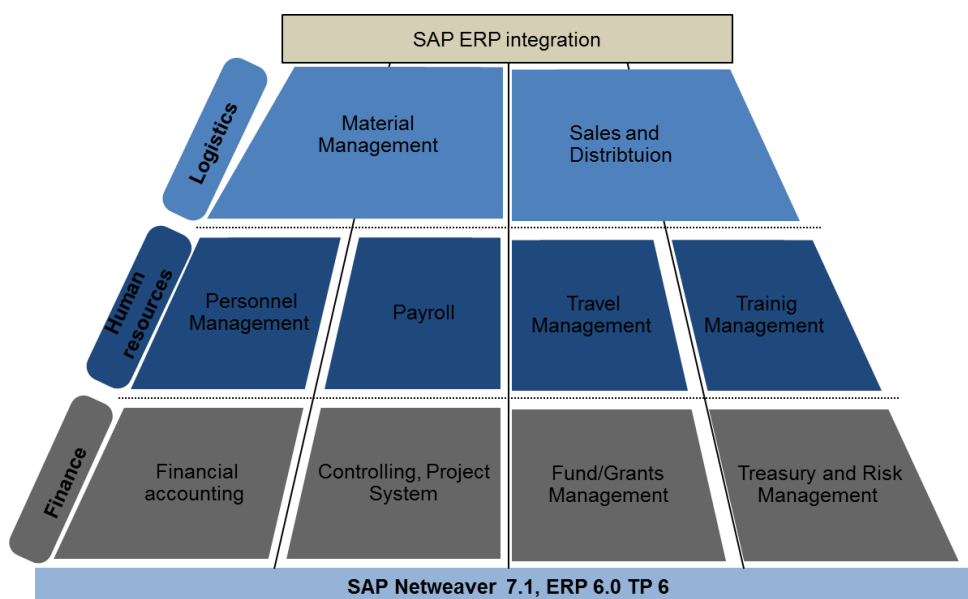 SAP ERP integration
Logistics
Material
Management
Sales and
Distribtuion
Human
resources
Personnel
Management
Payroll
Travel
Management
Trainig
Management
Finance
Financial
accounting
Controlling, Project
System
Fund/Grants
Management
Treasury and Risk
Management
SAP Netweaver 7.1, ERP 6.0 TP 6